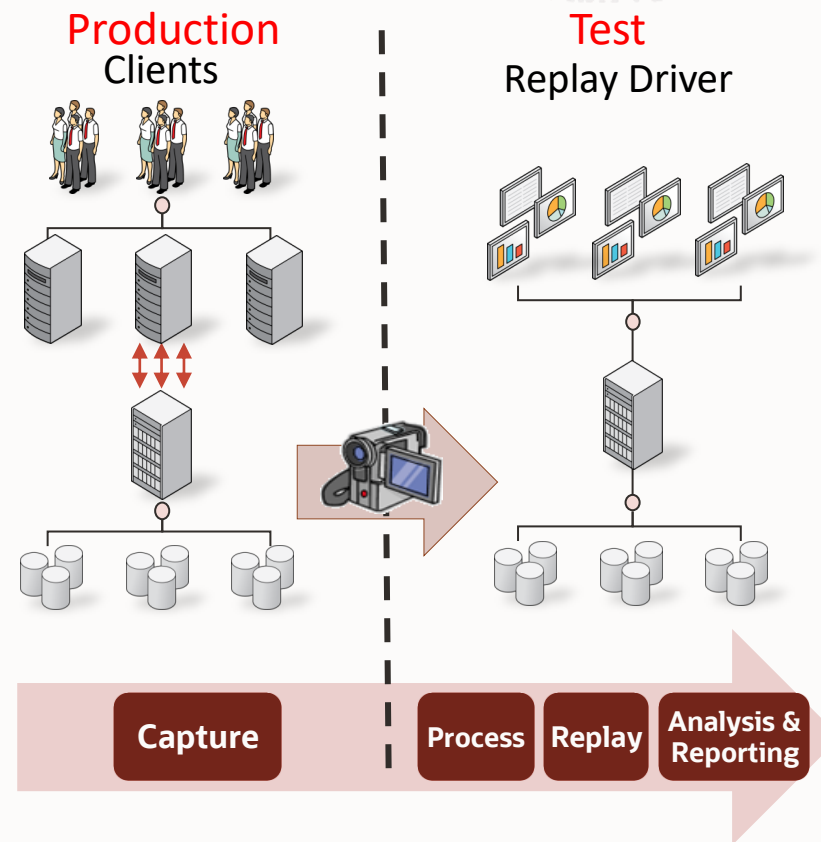 Production
Clients
Test
Replay Driver
Capture
Process
Replay
Analysis &
Reporting